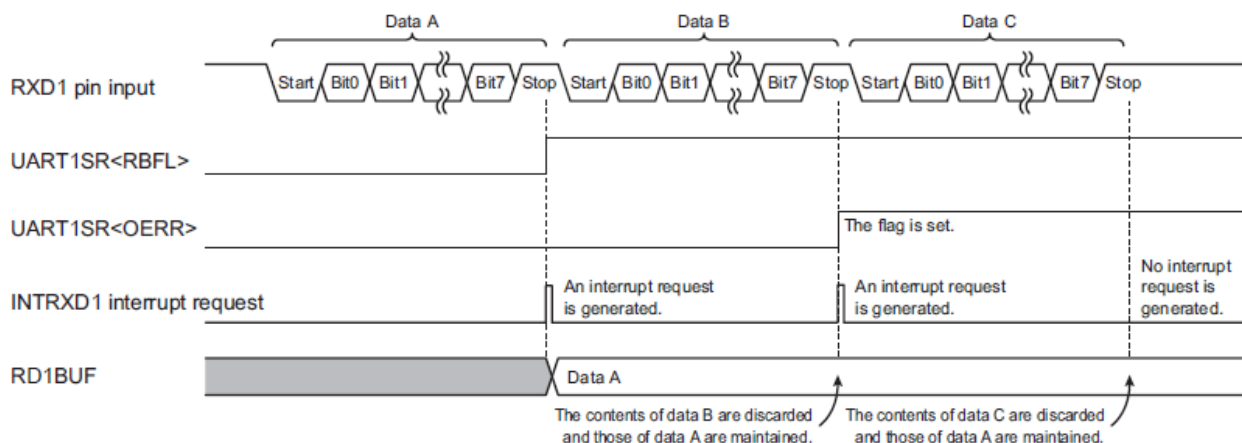 Data A Data B Data C
RXD1 pin input Start Bit0 Bit1 Bit7 Stop Start Bit0 Bit1 Bit7 Stop Start Bit0 Bit1 Bit7 Stop
UART1SR<RBFL>
UART1SR<OERR> The flag is set.
INTRXD1 interrupt request
An interrupt request
is generated.
An interrupt request
is generated.
No interrupt
request is
generated.
RD1BUF Data A
The contents of data B are discarded
and those of data A are maintained.
The contents of data C are discarded
and those of data A are maintained.